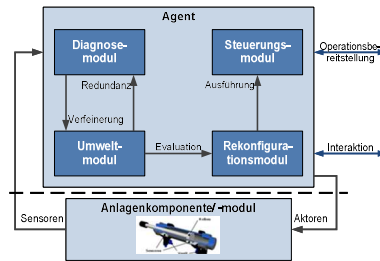 Agent
Diagnose-
modul
Steuerungs-
modul
Operationsbe
reitstellung
Redundanz
Ausführung
Verfeinerung
Umwelt-
modul
Evaluation
Rekonfigura-
tionsmodul
Interaktion
Sensoren
Anlagenkomponente/-modul
Aktoren